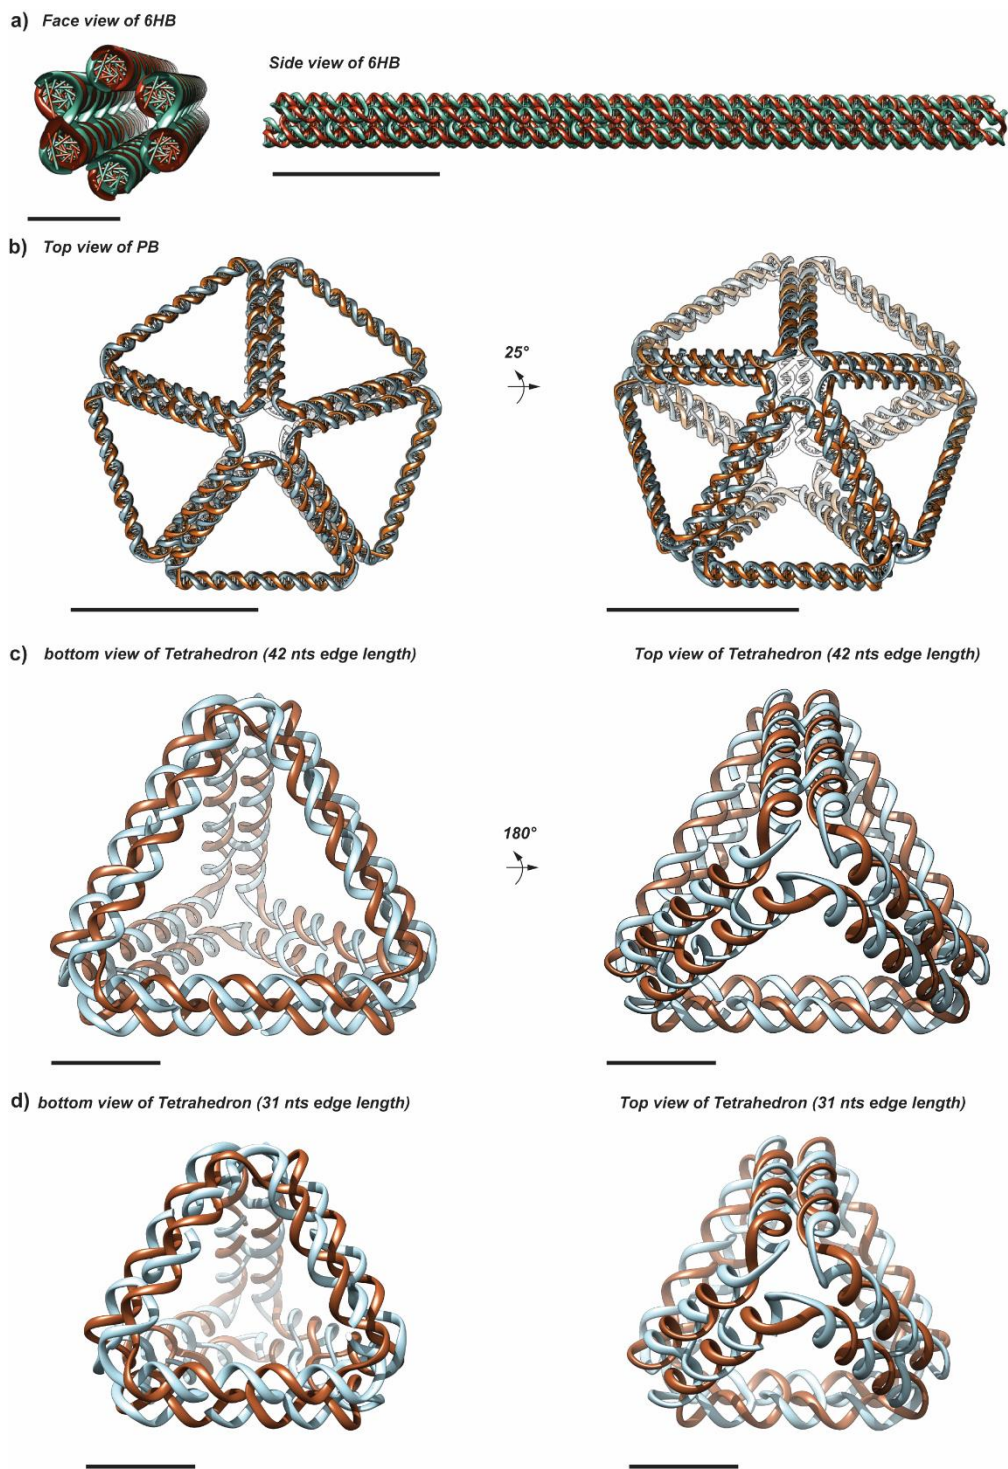 a) Face view of 6HB
Side view of 6HB
b) Top view of PB
25°
c) bottom view of Tetrahedron (42 nts edge length)
Top view of Tetrahedron (42 nts edge length)
180°
d) bottom view of Tetrahedron (31 nts edge length)
Top view of Tetrahedron (31 nts edge length)